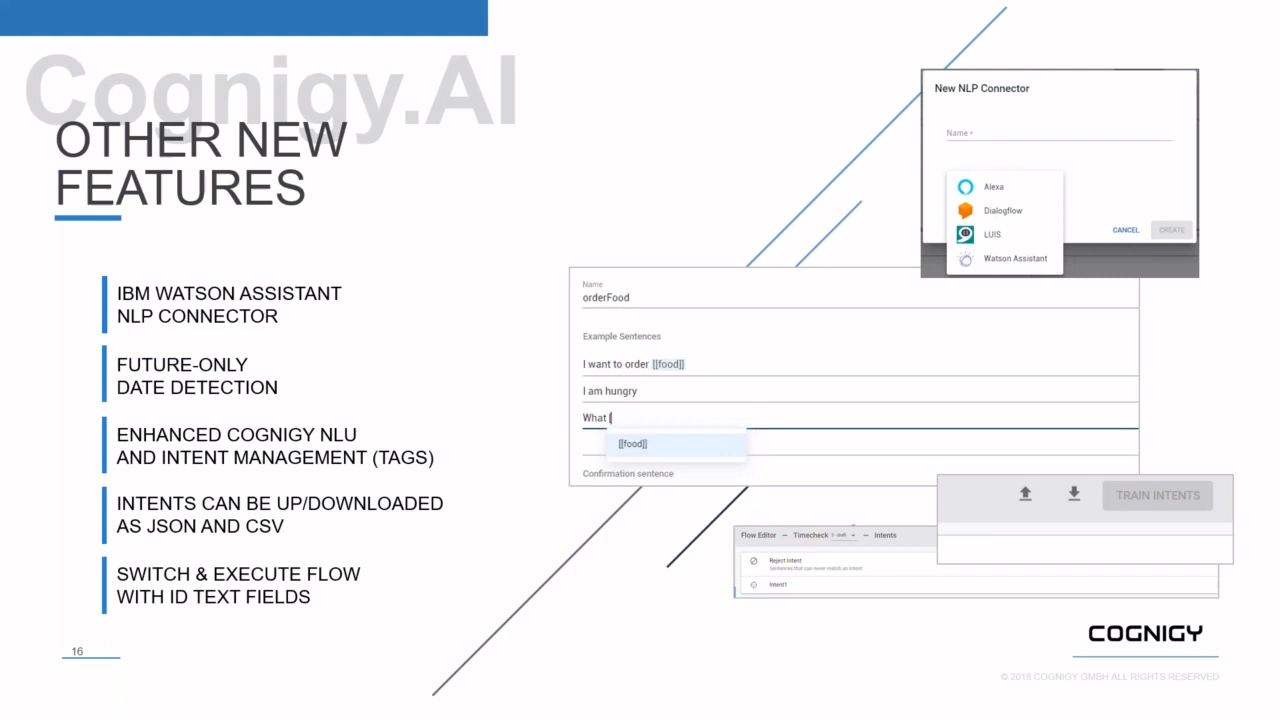 Cognigy.AI
OTHER NEW
FEATURES
IBM WATSON ASSISTANT
NLP CONNECTOR
FUTURE-ONLY
DATE DETECTION
ENHANCED COGNIGY NLU
AND INTENT MANAGEMENT (TAGS)
INTENTS CAN BE UP/DOWNLOADED
AS JSON AND CSV
SWITCH & EXECUTE FLOW
WITH ID TEXT FIELDS
16
New NLP Connector
Name *
Alexa
Dialogflow
LUIS
Watson Assistant
CANCEL
CREATE
Name
orderFood
Example Sentences
I want to order [[food]]
I am hungry
What [
[[food]]
Confirmation sentence
TRAIN INTENTS
Flow Editor – Timecheck – Intents
Reject Intent
Sentences that can never match an intent
Intent1
COGNIGY
© 2018 COGNIGY GMBH ALL RIGHTS RESERVED